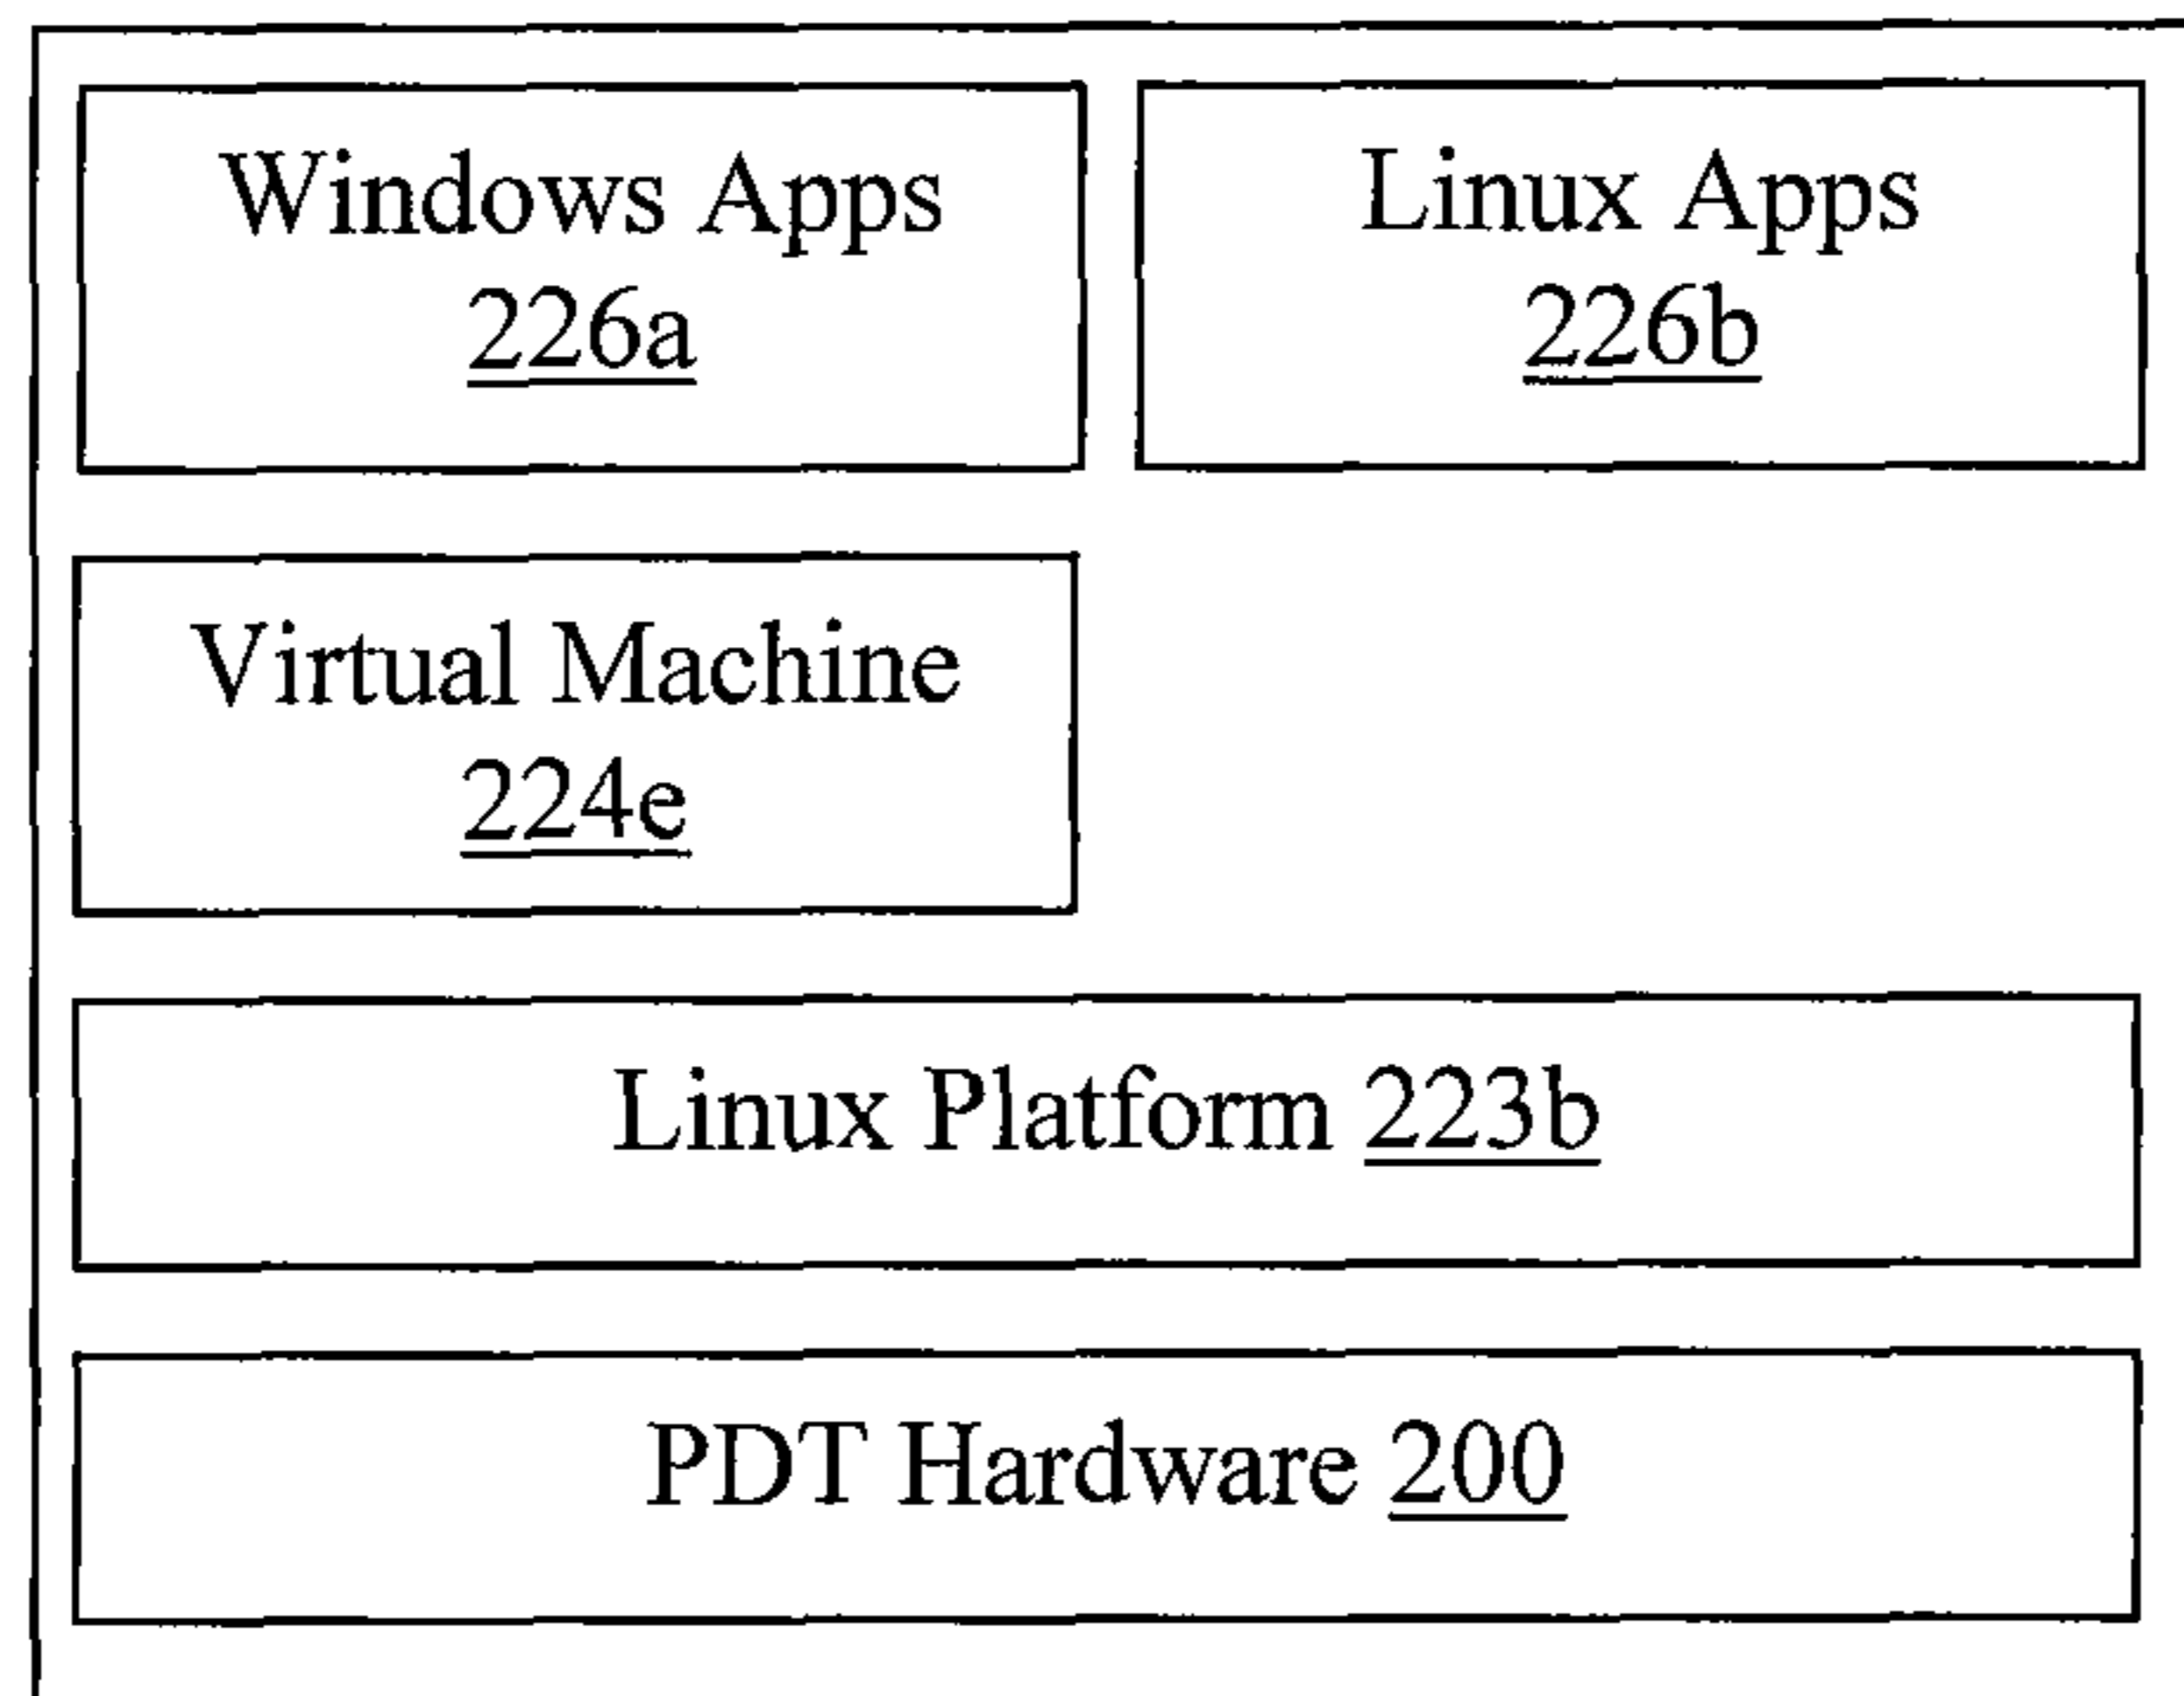 Windows Apps
226a
Linux Apps
226b
Virtual Machine
224e
Linux Platform 223b
PDT Hardware 200